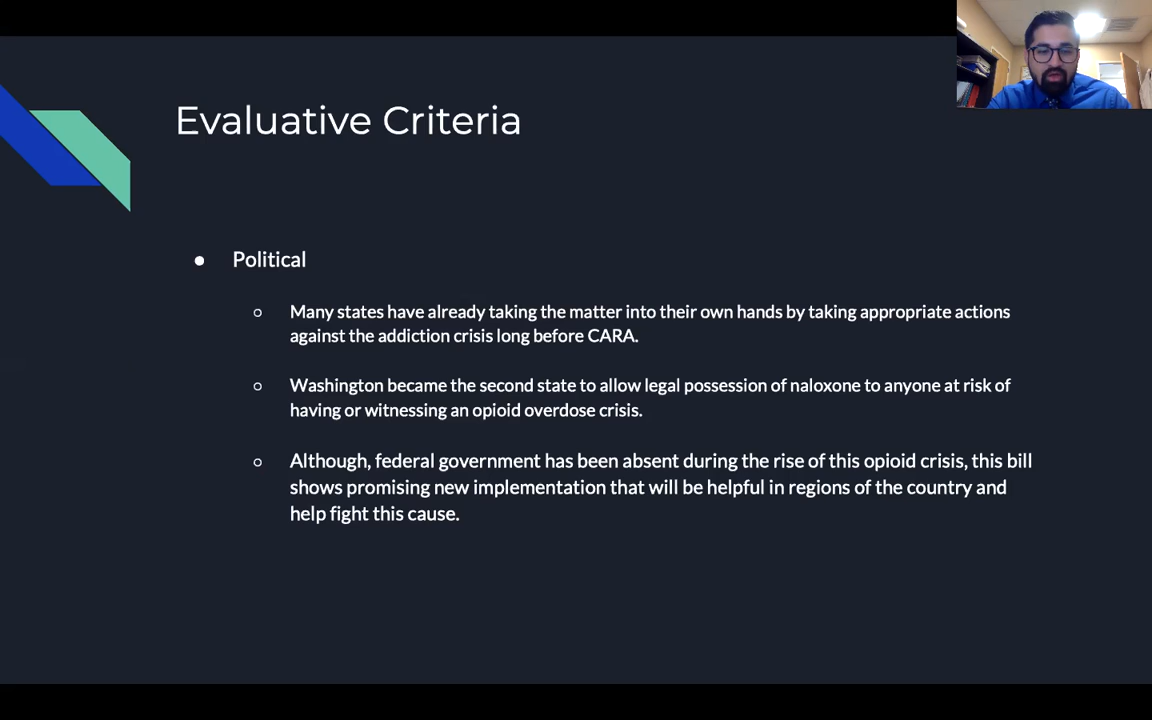 Evaluative Criteria
● Political
○ Many states have already taking the matter into their own hands by taking appropriate actions
against the addiction crisis long before CARA.
○ Washington became the second state to allow legal possession of naloxone to anyone at risk of
having or witnessing an opioid overdose crisis.
○ Although, federal government has been absent during the rise of this opioid crisis, this bill
shows promising new implementation that will be helpful in regions of the country and
help fight this cause.